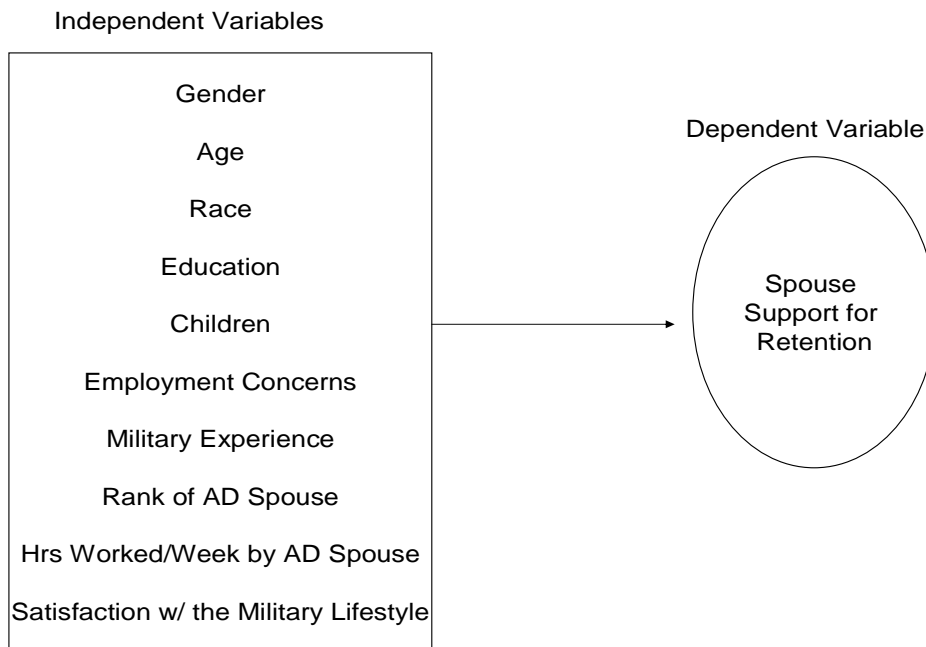 Independent Variables
Gender
Age
Race
Education
Children
Employment Concerns
Military Experience
Rank of AD Spouse
Hrs Worked/Week by AD Spouse
Satisfaction w/ the Military Lifestyle
Dependent Variable
Spouse
Support for
Retention